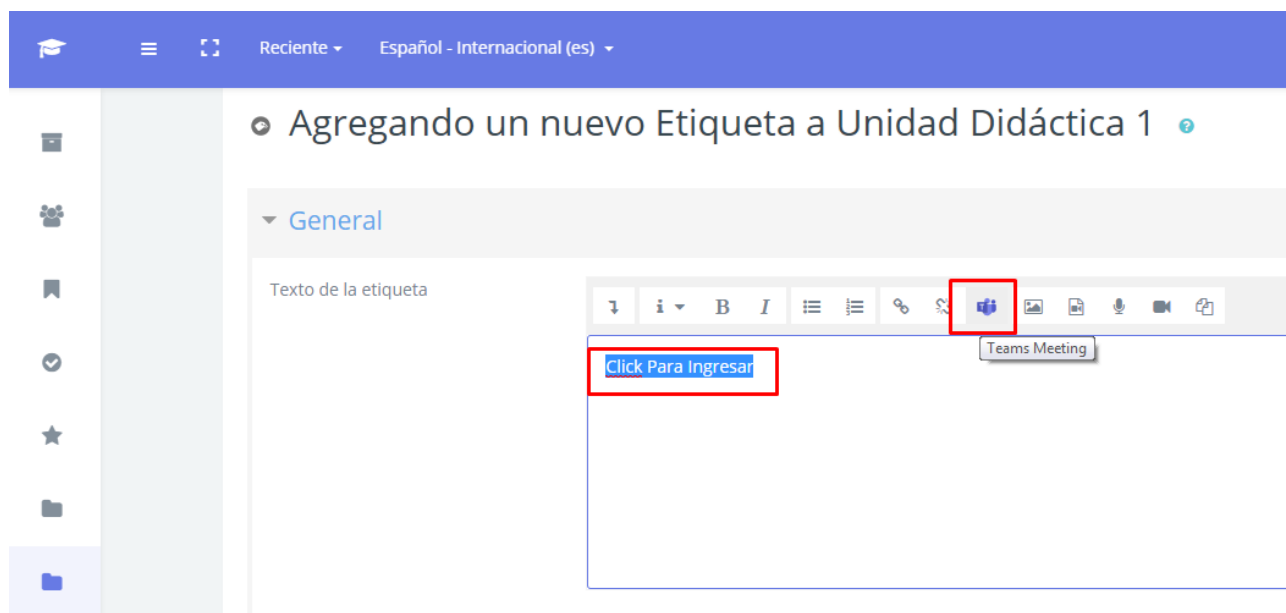 Reciente Español - Internacional (es)
Agregando un nuevo Etiqueta a Unidad Didáctica 1
General
Texto de la etiqueta
i B I
Teams Meeting
Click Para Ingresar